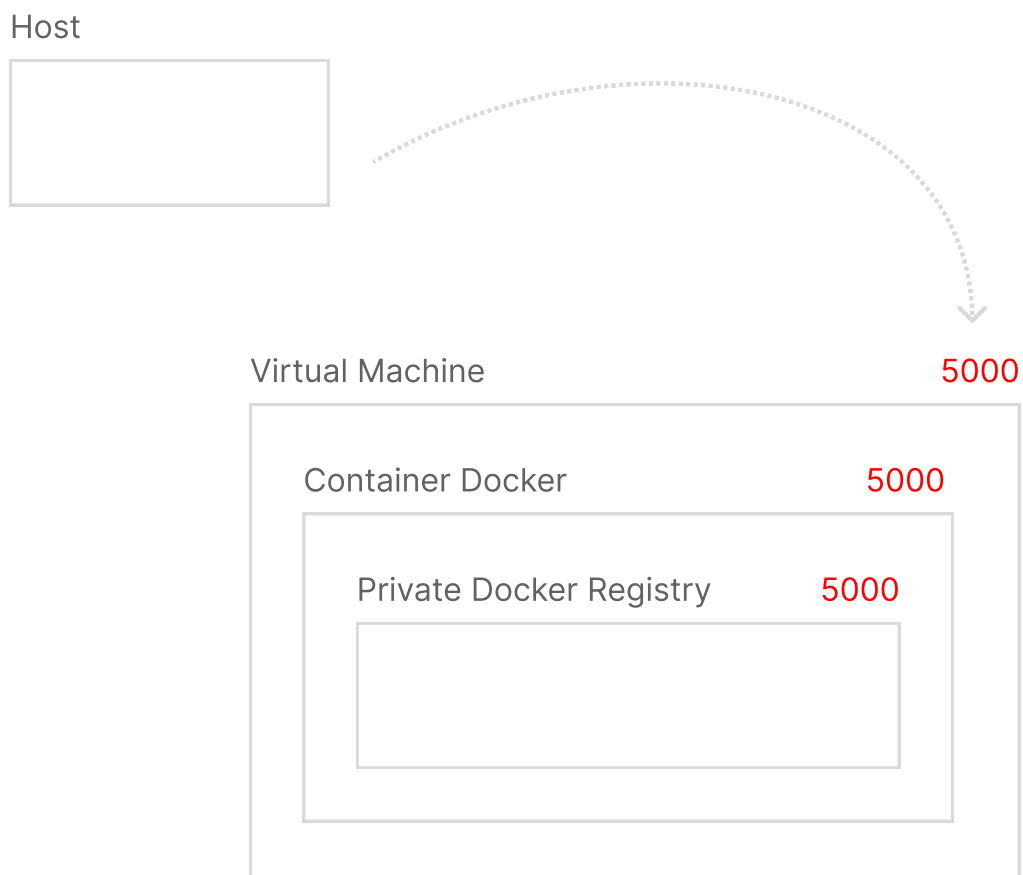 Host
Virtual Machine 5000
Container Docker 5000
Private Docker Registry 5000